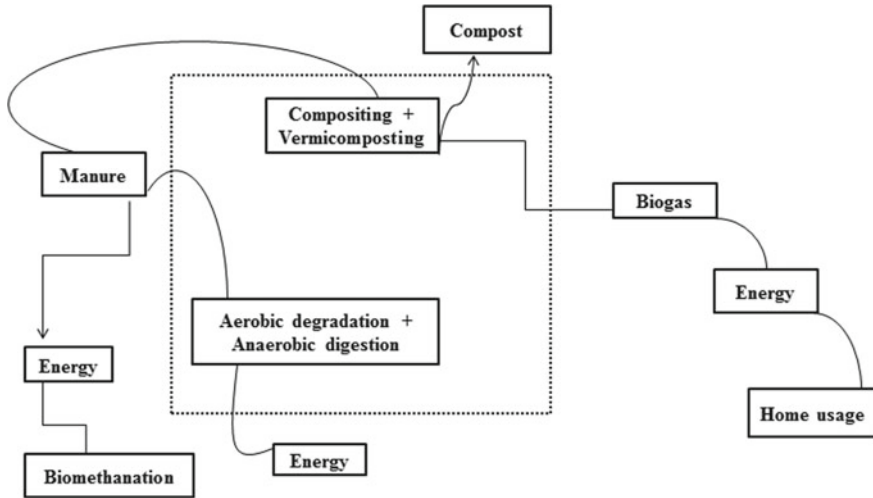 Compost
Compositing +
Vermicomposting
Manure
Biogas
Energy
Aerobic degradation +
Anaerobic digestion
Energy
Home usage
Energy
Biomethanation